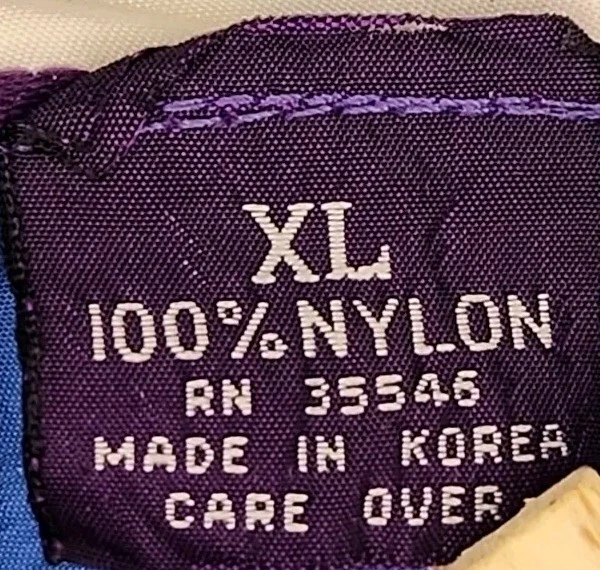 XL
100% NYLON
RN 35546
MADE IN KOREA
CARE OVER